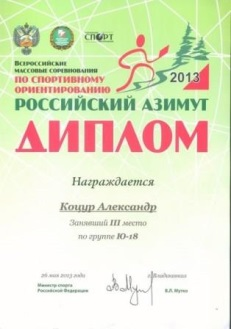 СПОРТ
Всероссийские
массовые соревнования
по спортивному
ориентированию
2013
РОССИЙСКИЙ АЗИМУТ
ДИПЛОМ
Награждается
Коцур Александр
Занявший III место
по группе Ю-18
26 мая 2013 года
г. Владикавказ
Министр спорта
Российской Федерации
В.Л. Мутко